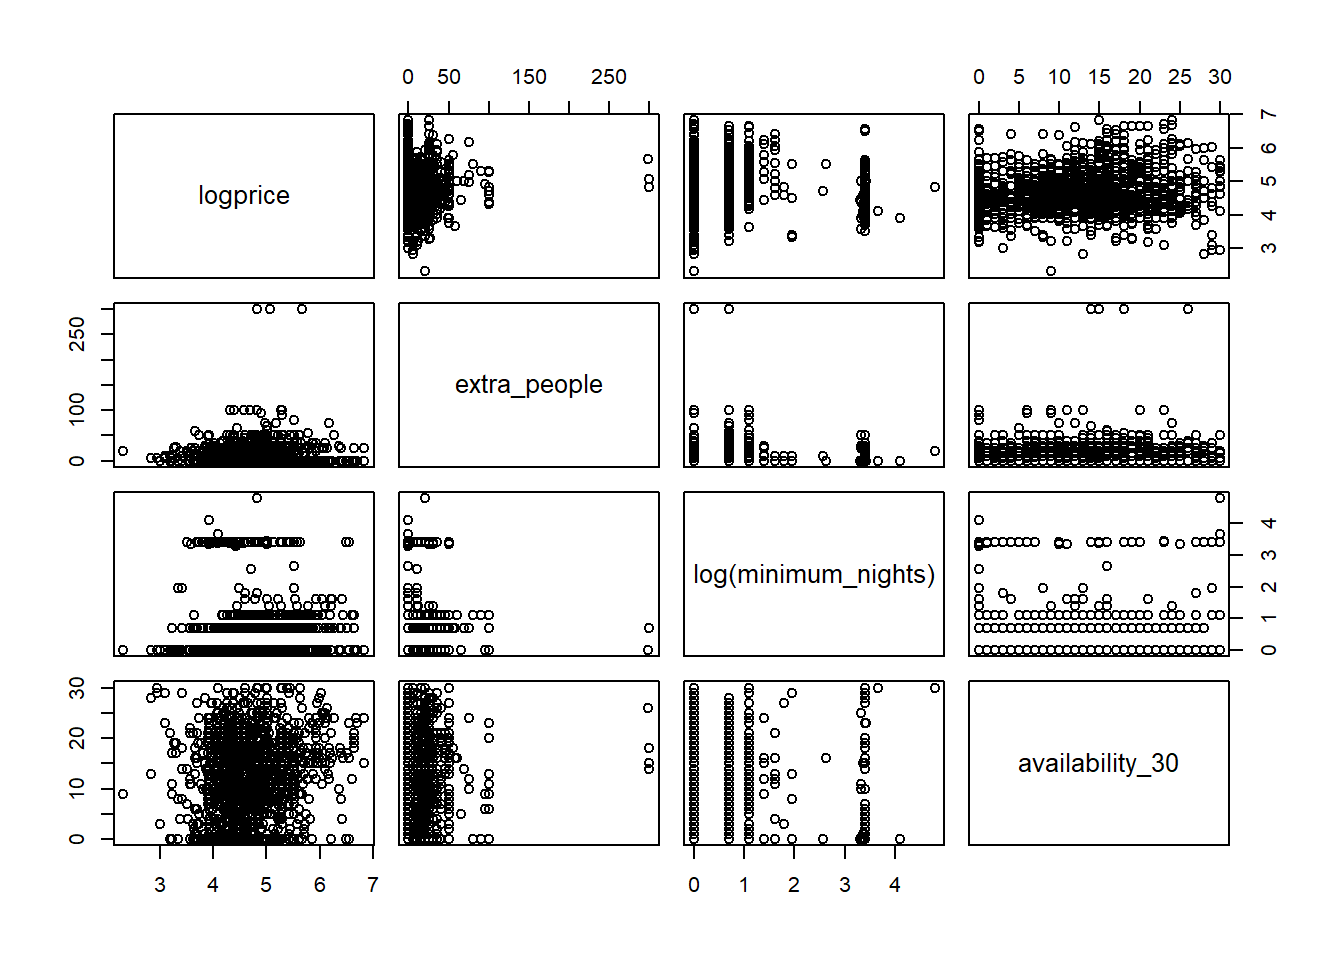 0 50 150 250
0 5 10 15 20 25 30
logprice
3 4 5 6 7
0 100 250
extra_people
log(minimum_nights)
0 1 2 3 4
0 10 20 30
availability_30
3 4 5 6 7
0 1 2 3 4